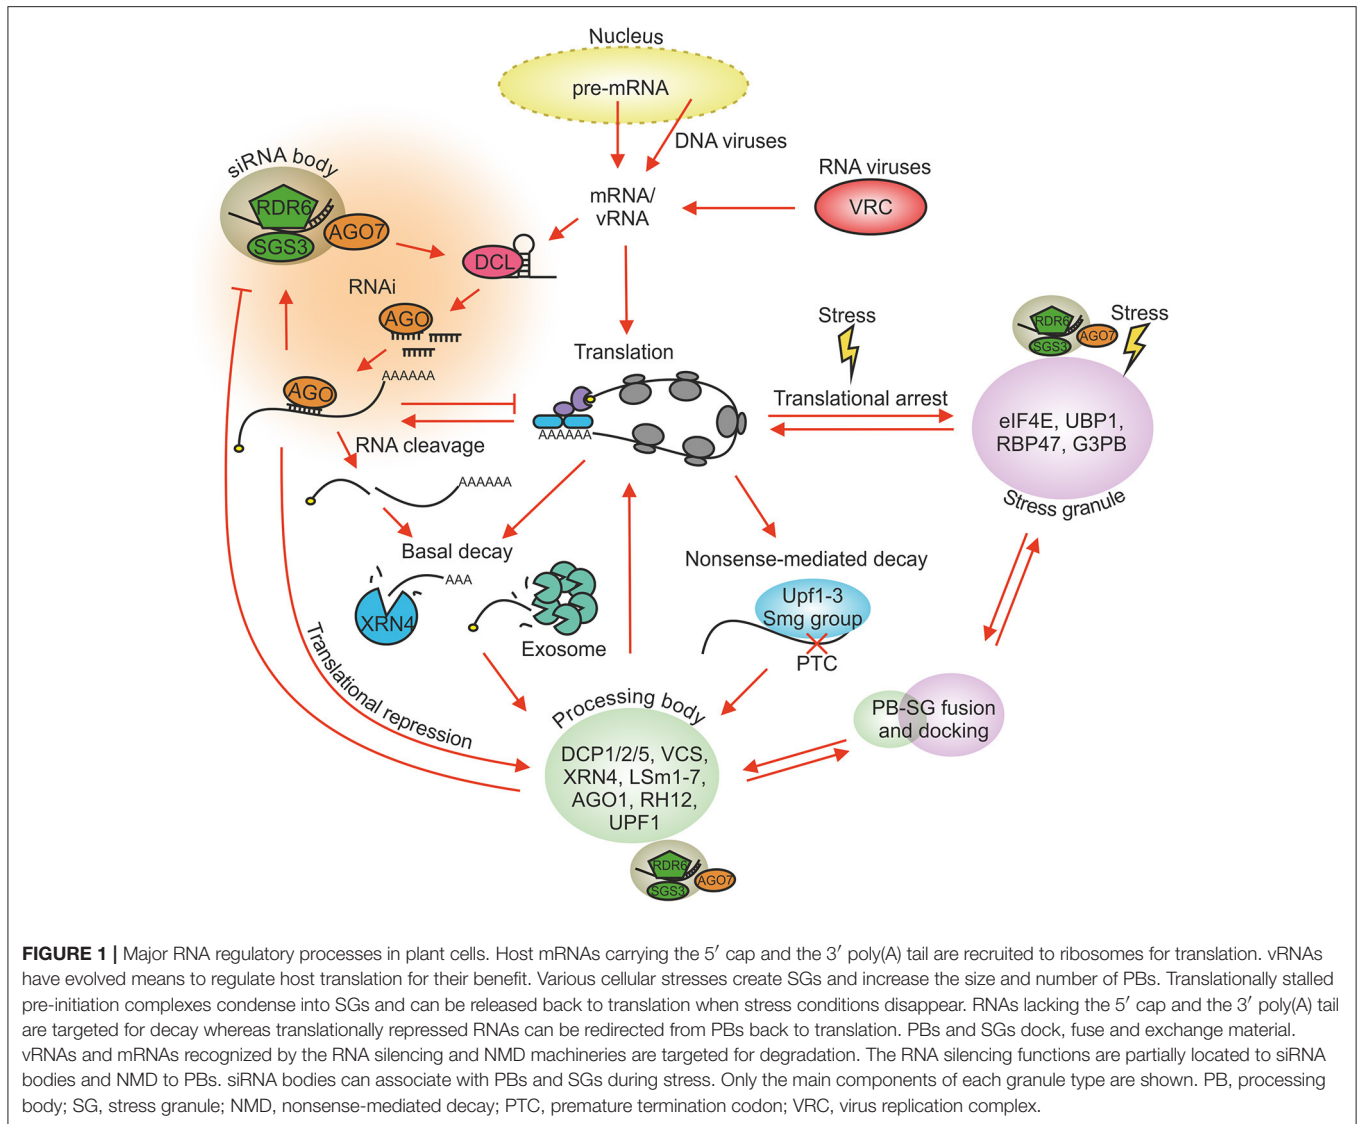 Nucleus
pre-mRNA
DNA viruses
RNA viruses
VRC
mRNA/
vRNA
siRNA body
RDR6
SGS3
AGO7
DCL
RNAi
AGO
AAAAAA
AGO
RNA cleavage
AAAAAA
Translation
AAAAAA
Stress
Translational arrest
RDR6
SGS3
AGO7
Stress
eIF4E, UBP1,
RBP47, G3PB
Stress granule
Basal decay
AAA
XRN4
Exosome
Nonsense-mediated decay
Upf1-3
Smg group
PTC
Translational repression
Processing body
DCP1/2/5, VCS,
XRN4, LSm1-7,
AGO1, RH12,
UPF1
RDR6
SGS3
AGO7
PB-SG fusion
and docking
FIGURE 1 | Major RNA regulatory processes in plant cells. Host mRNAs carrying the 5′ cap and the 3′ poly(A) tail are recruited to ribosomes for translation. vRNAs
have evolved means to regulate host translation for their benefit. Various cellular stresses create SGs and increase the size and number of PBs. Translationally stalled
pre-initiation complexes condense into SGs and can be released back to translation when stress conditions disappear. RNAs lacking the 5′ cap and the 3′ poly(A) tail
are targeted for decay whereas translationally repressed RNAs can be redirected from PBs back to translation. PBs and SGs dock, fuse and exchange material.
vRNAs and mRNAs recognized by the RNA silencing and NMD machineries are targeted for degradation. The RNA silencing functions are partially located to siRNA
bodies and NMD to PBs. siRNA bodies can associate with PBs and SGs during stress. Only the main components of each granule type are shown. PB, processing
body; SG, stress granule; NMD, nonsense-mediated decay; PTC, premature termination codon; VRC, virus replication complex.